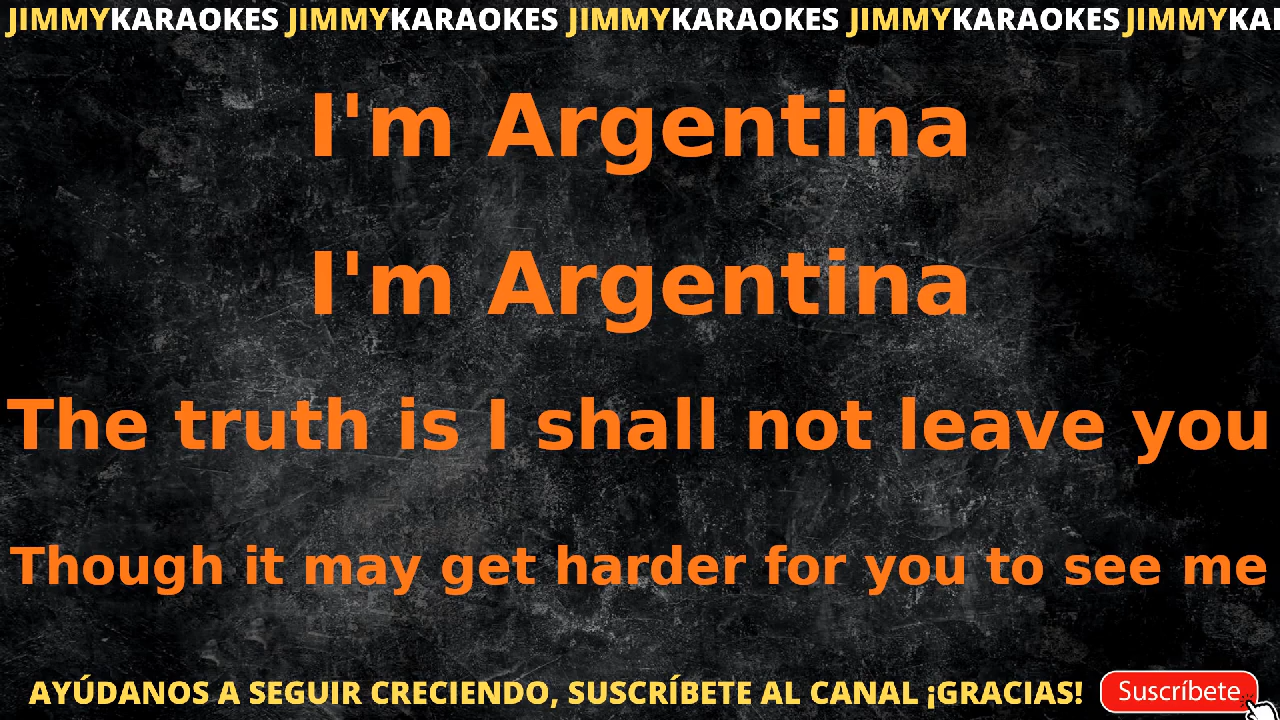 JIMMYKARAOKES JIMMYKARAOKES JIMMYKARAOKES JIMMYKARAOKES JIMMYKA
I'm Argentina
I'm Argentina
The truth is I shall not leave you
Though it may get harder for you to see me
AYÚDANOS A SEGUIR CRECIENDO, SUSCRÍBETE AL CANAL ¡GRACIAS! Suscríbete